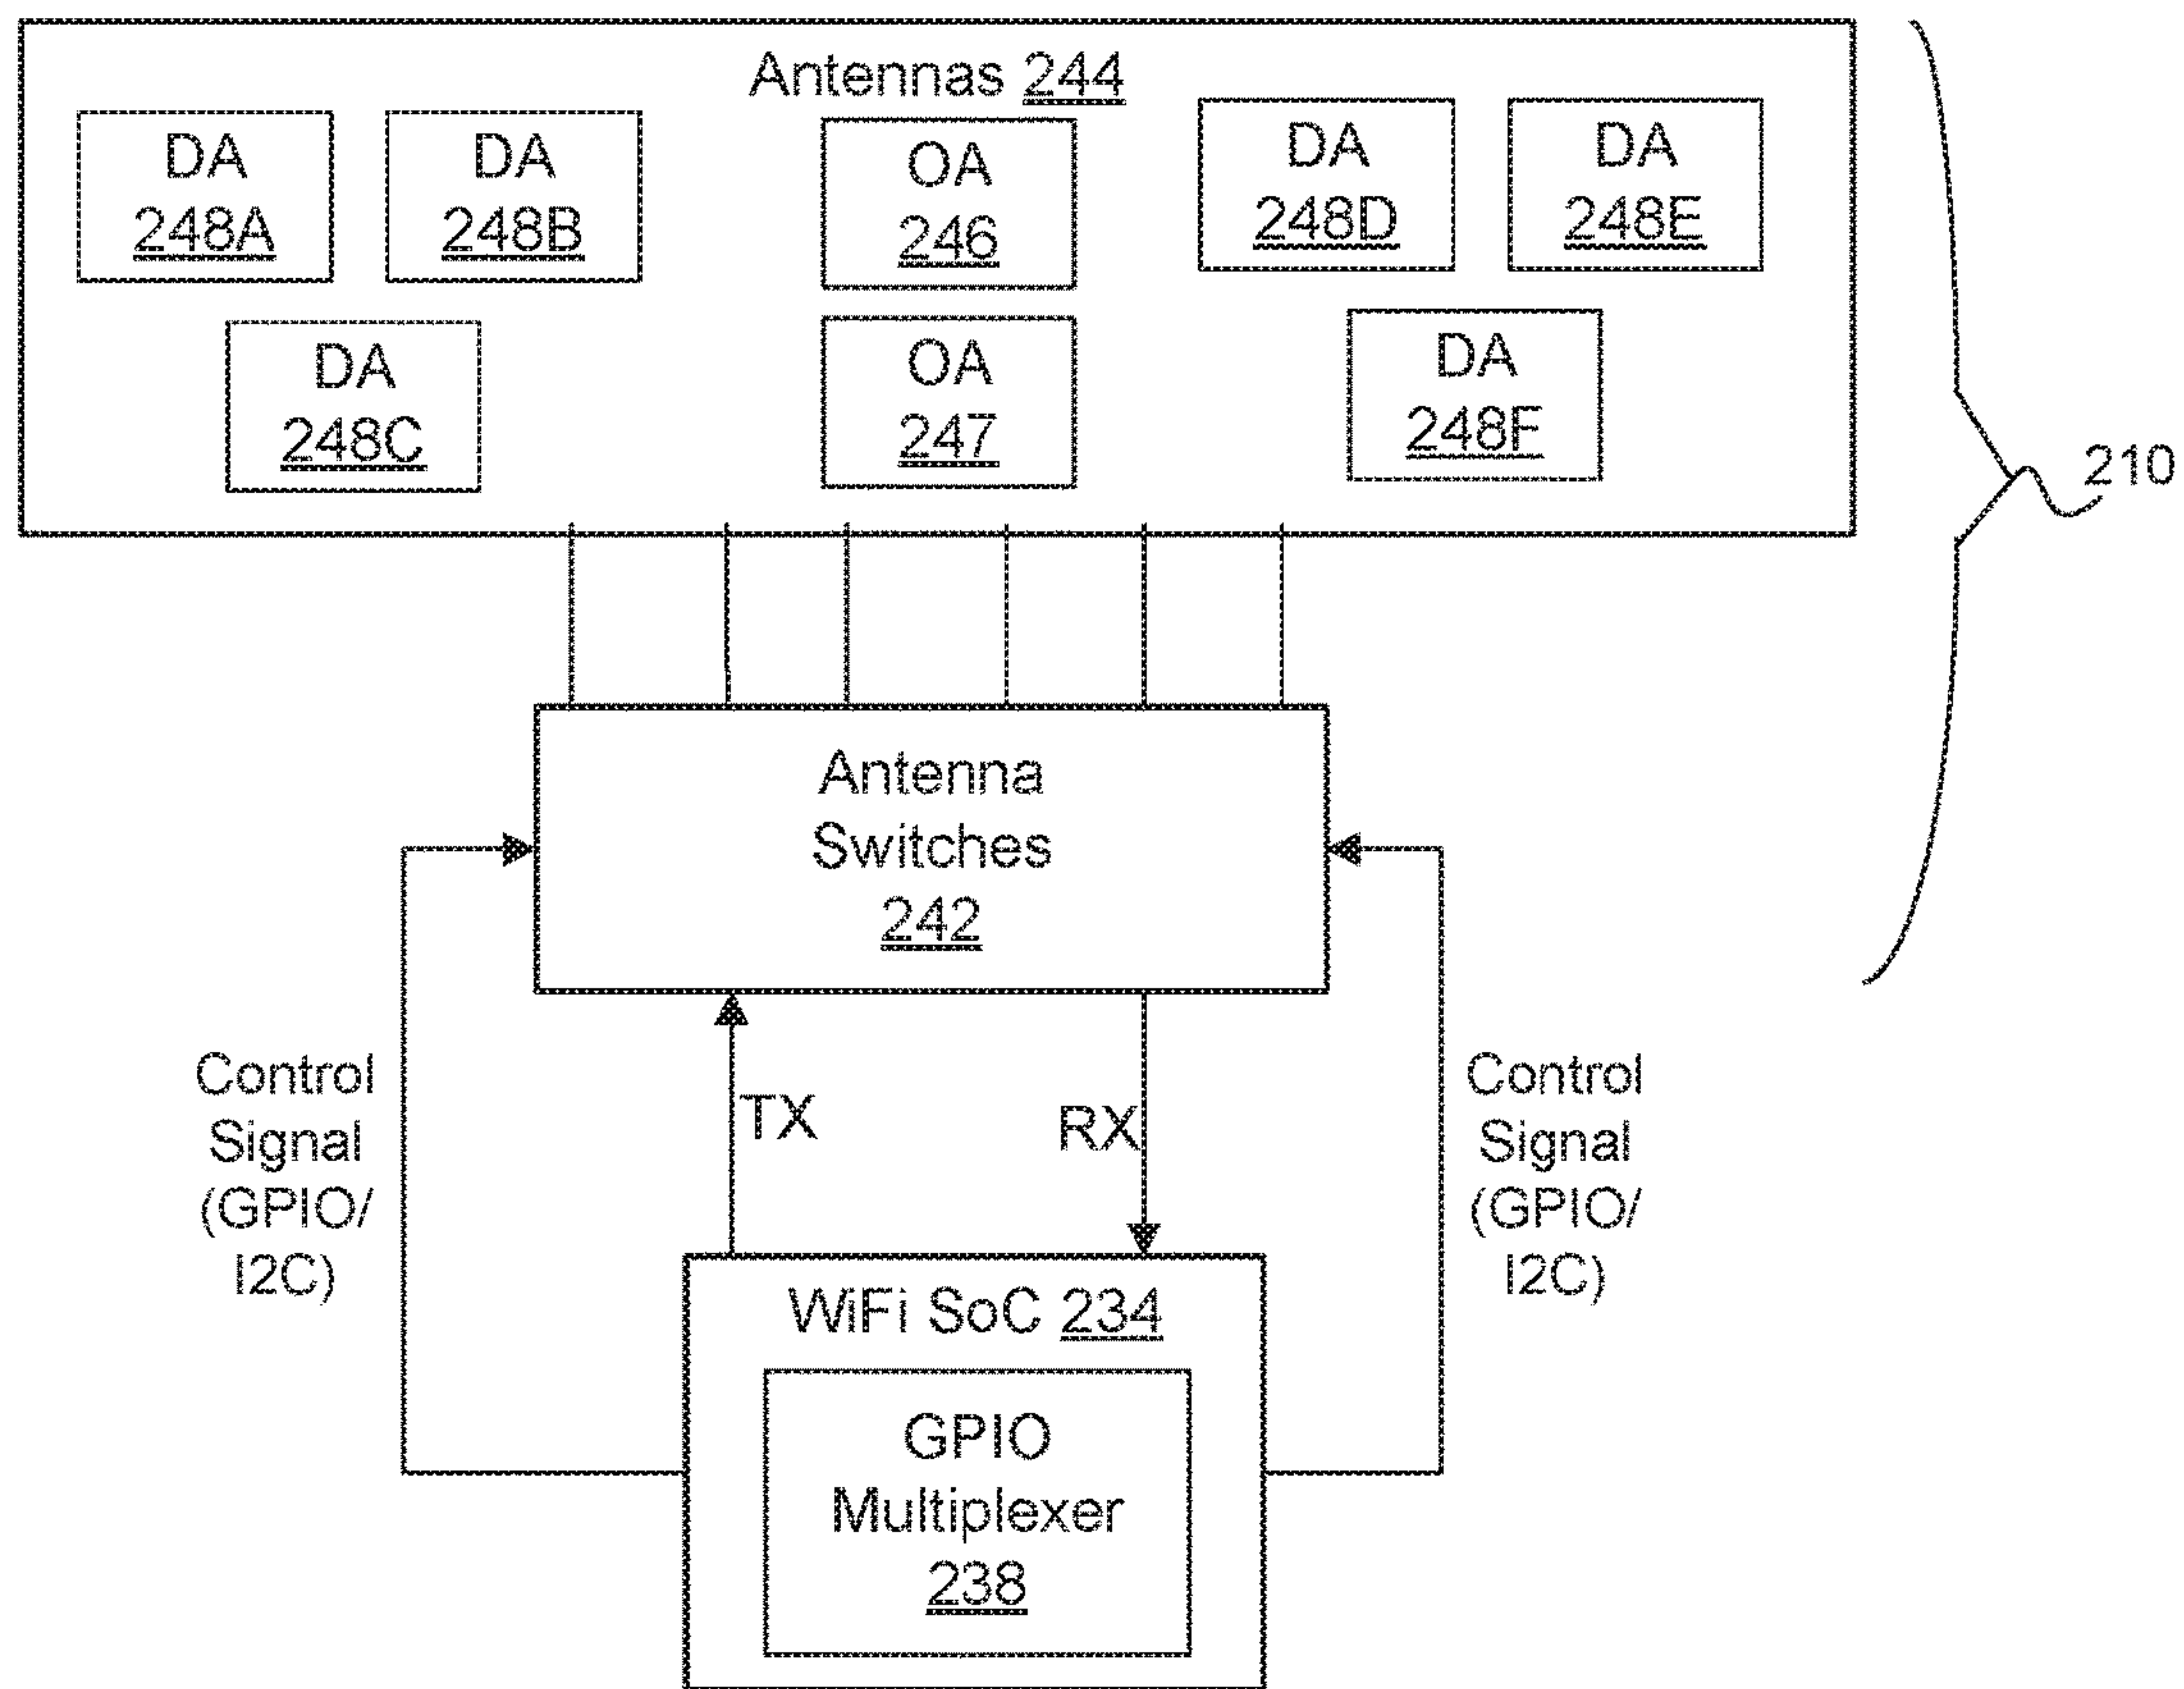 Antennas 244
DA
248A
DA
248B
OA
246
DA
248D
DA
248E
DA
248C
OA
247
DA
248F
210
Antenna
Switches
242
Control
Signal
(GPIO/
I2C)
TX
RX
Control
Signal
(GPIO/
I2C)
WiFi SoC 234
GPIO
Multiplexer
238